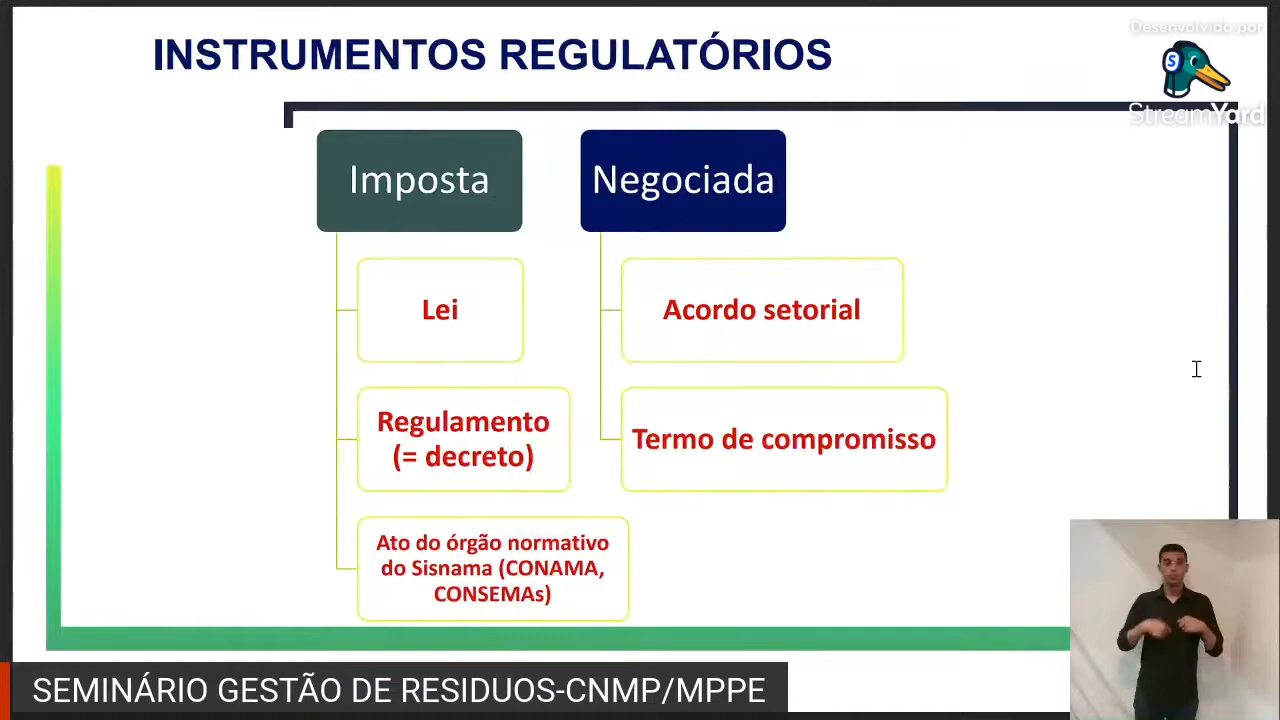 INSTRUMENTOS REGULATÓRIOS
Desenvolvido por
S
StreamYard
Imposta
Negociada
Lei
Acordo setorial
Regulamento
(= decreto)
Termo de compromisso
Ato do órgão normativo
do Sisnama (CONAMA,
CONSEMAs)
SEMINÁRIO GESTÃO DE RESIDUOS-CNMP/MPPE